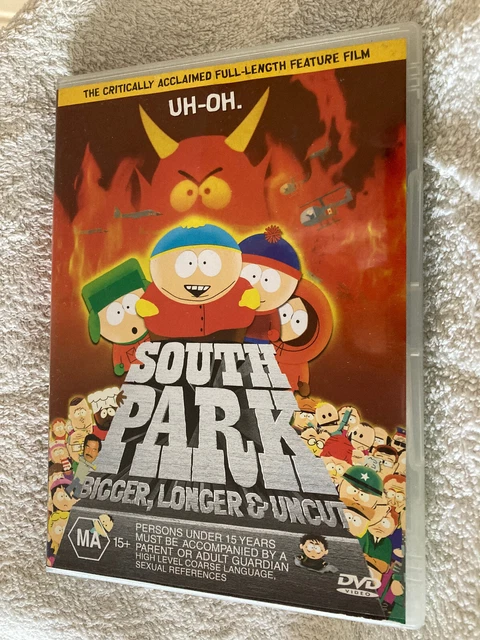 THE CRITICALLY ACCLAIMED FULL-LENGTH FEATURE FILM
UH-OH.
SOUTH
PARK
BIGGER, LONGER & UNCUT
MA 15+
PERSONS UNDER 15 YEARS
MUST BE ACCOMPANIED BY A
PARENT OR ADULT GUARDIAN
HIGH LEVEL COARSE LANGUAGE,
SEXUAL REFERENCES
DVD
VIDEO